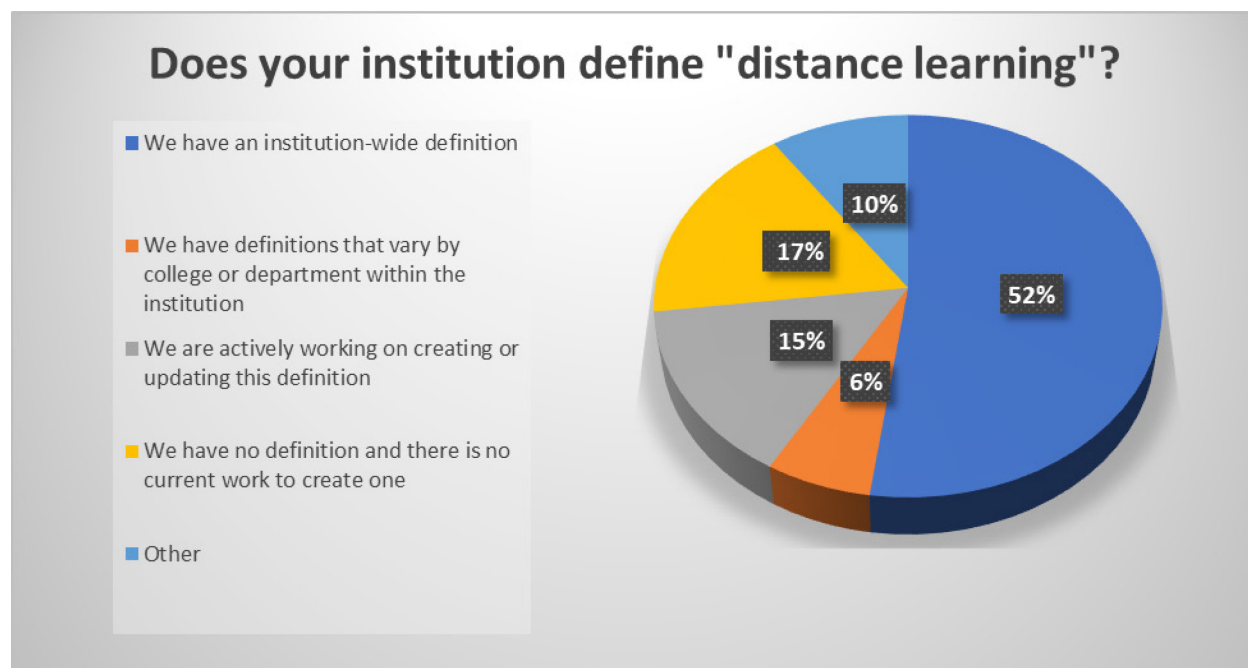 Does your institution define "distance learning"?
We have an institution-wide definition
We have definitions that vary by
college or department within the
institution
We are actively working on creating or
updating this definition
We have no definition and there is no
current work to create one
Other
10%
17%
52%
15%
6%